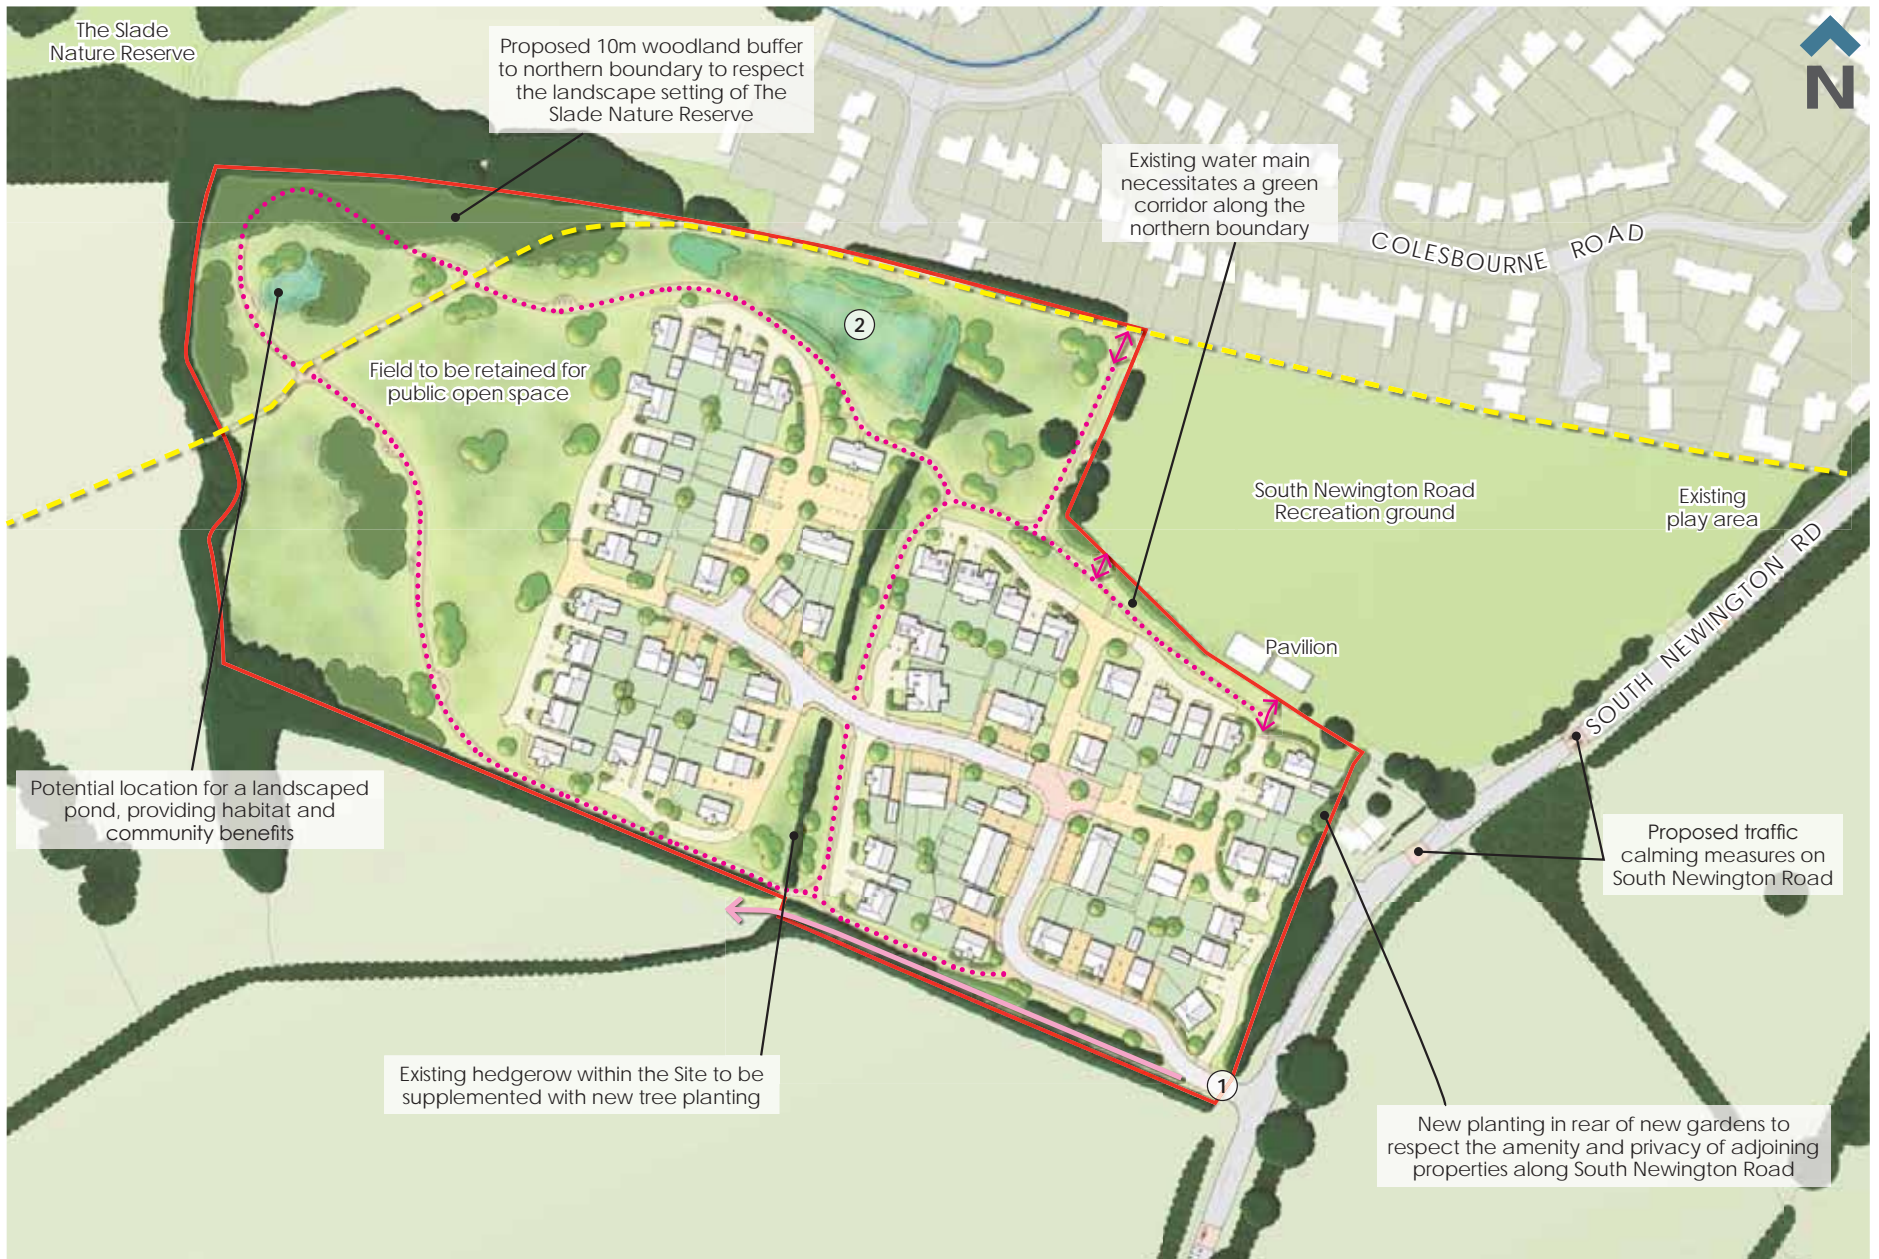 The Slade
Nature Reserve
Proposed 10m woodland buffer
to northern boundary to respect
the landscape setting of The
Slade Nature Reserve
N
Existing water main
necessitates a green
corridor along the
northern boundary
COLESBOURNE ROAD
2
Field to be retained for
public open space
South Newington Road
Recreation ground
Existing
play area
SOUTH NEWINGTON RD
Pavilion
Potential location for a landscaped
pond, providing habitat and
community benefits
Proposed traffic
calming measures on
South Newington Road
Existing hedgerow within the Site to be
supplemented with new tree planting
1
New planting in rear of new gardens to
respect the amenity and privacy of adjoining
properties along South Newington Road